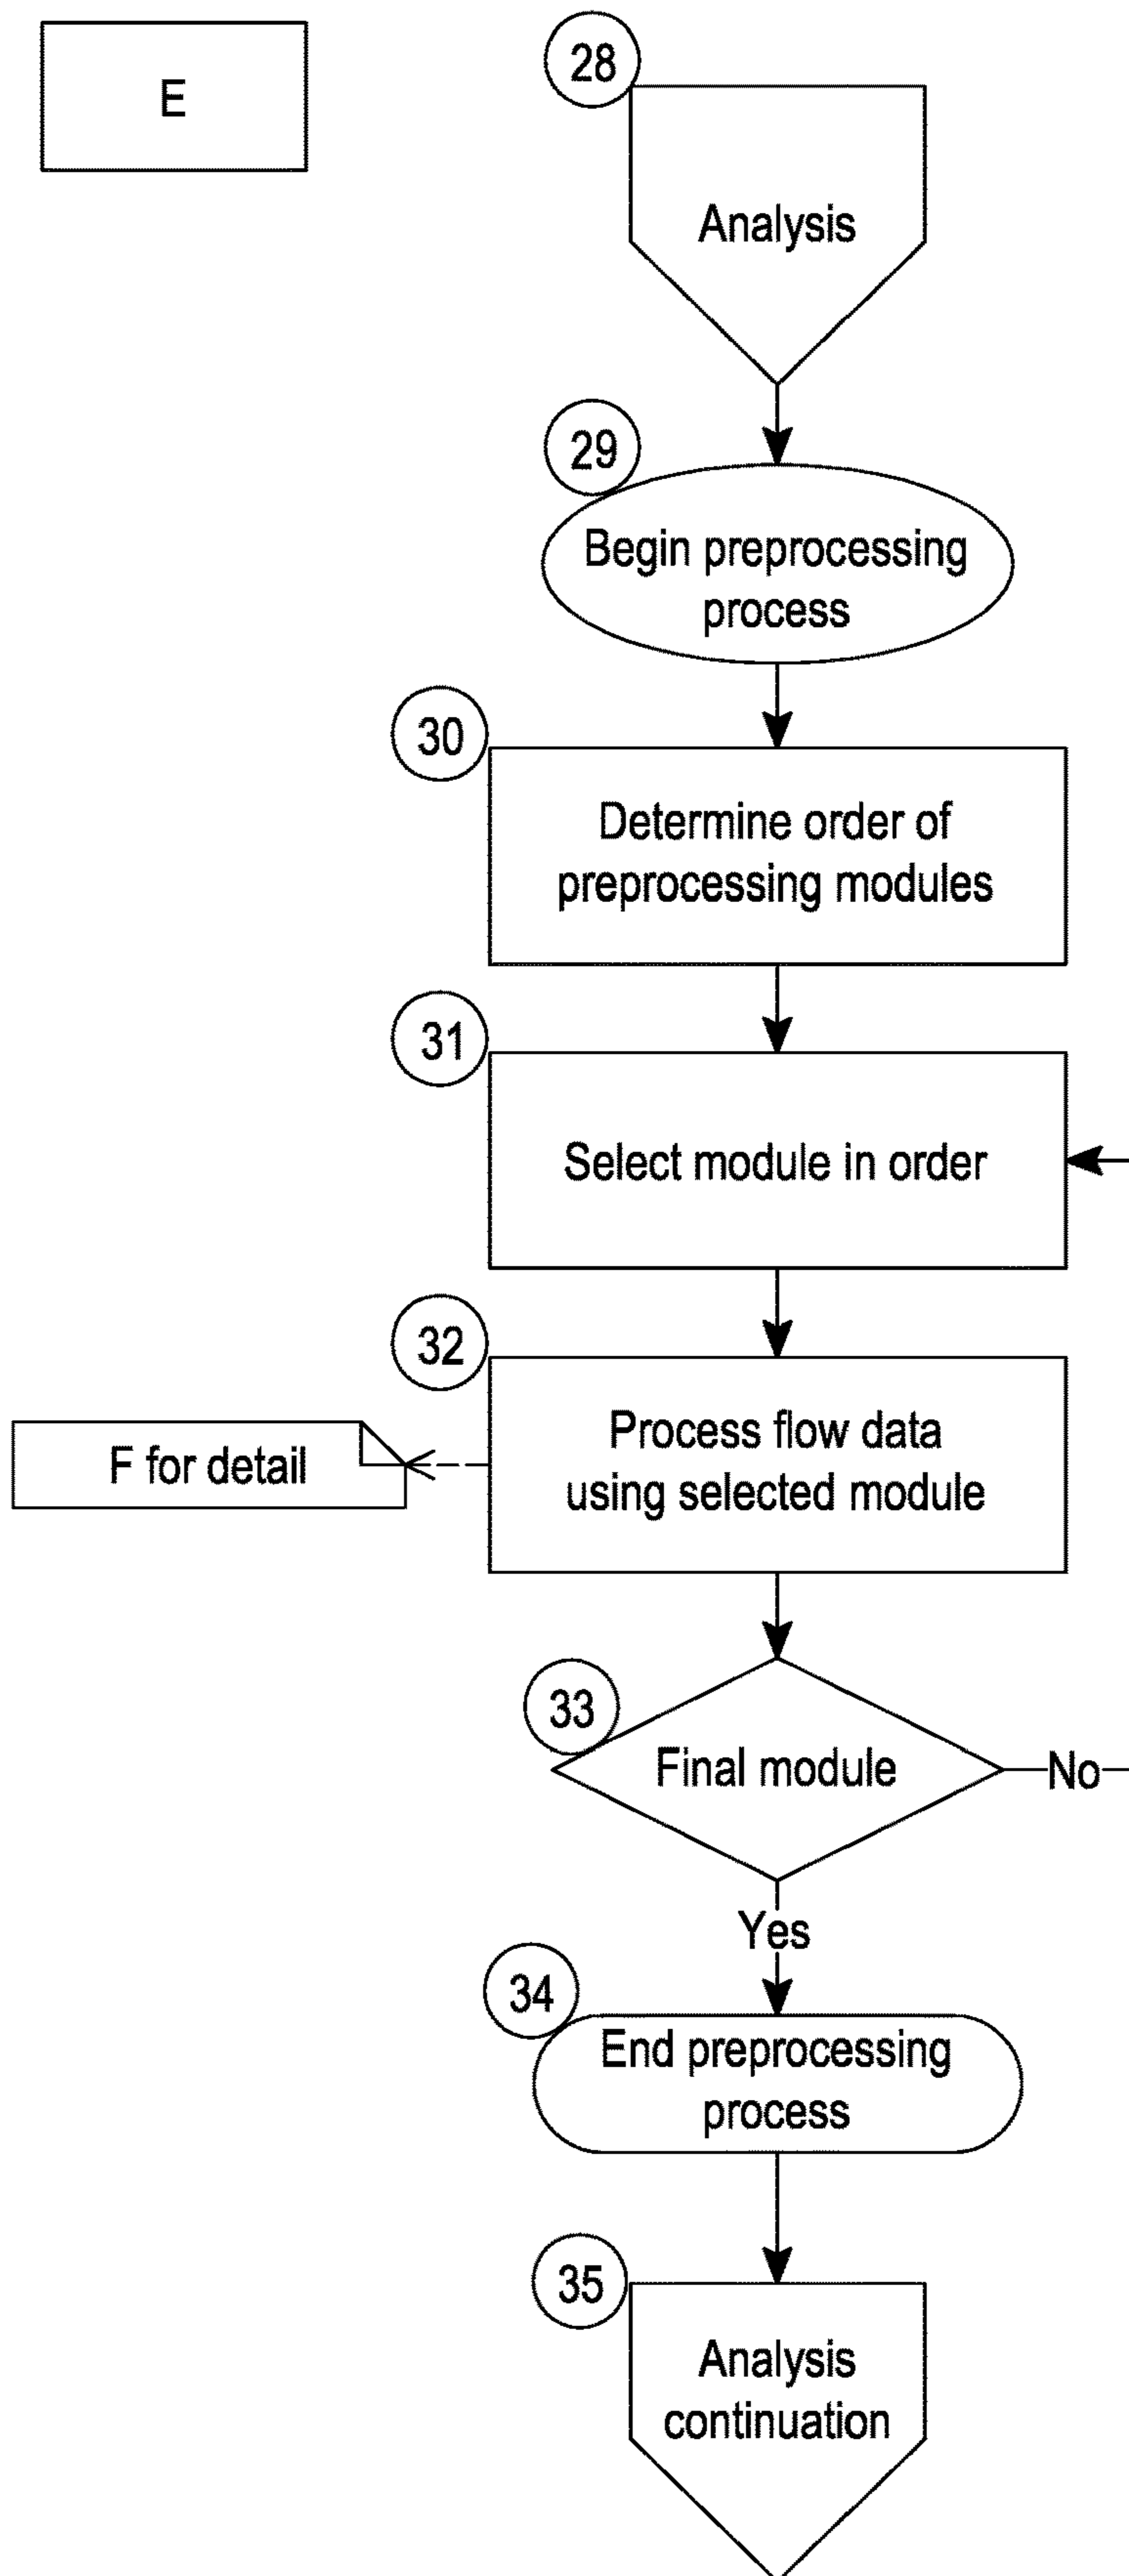 E
28
Analysis
29
Begin preprocessing
process
30
Determine order of
preprocessing modules
31
Select module in order
32
Process flow data
using selected module
F for detail
33
Final module
No
Yes
34
End preprocessing
process
35
Analysis
continuation